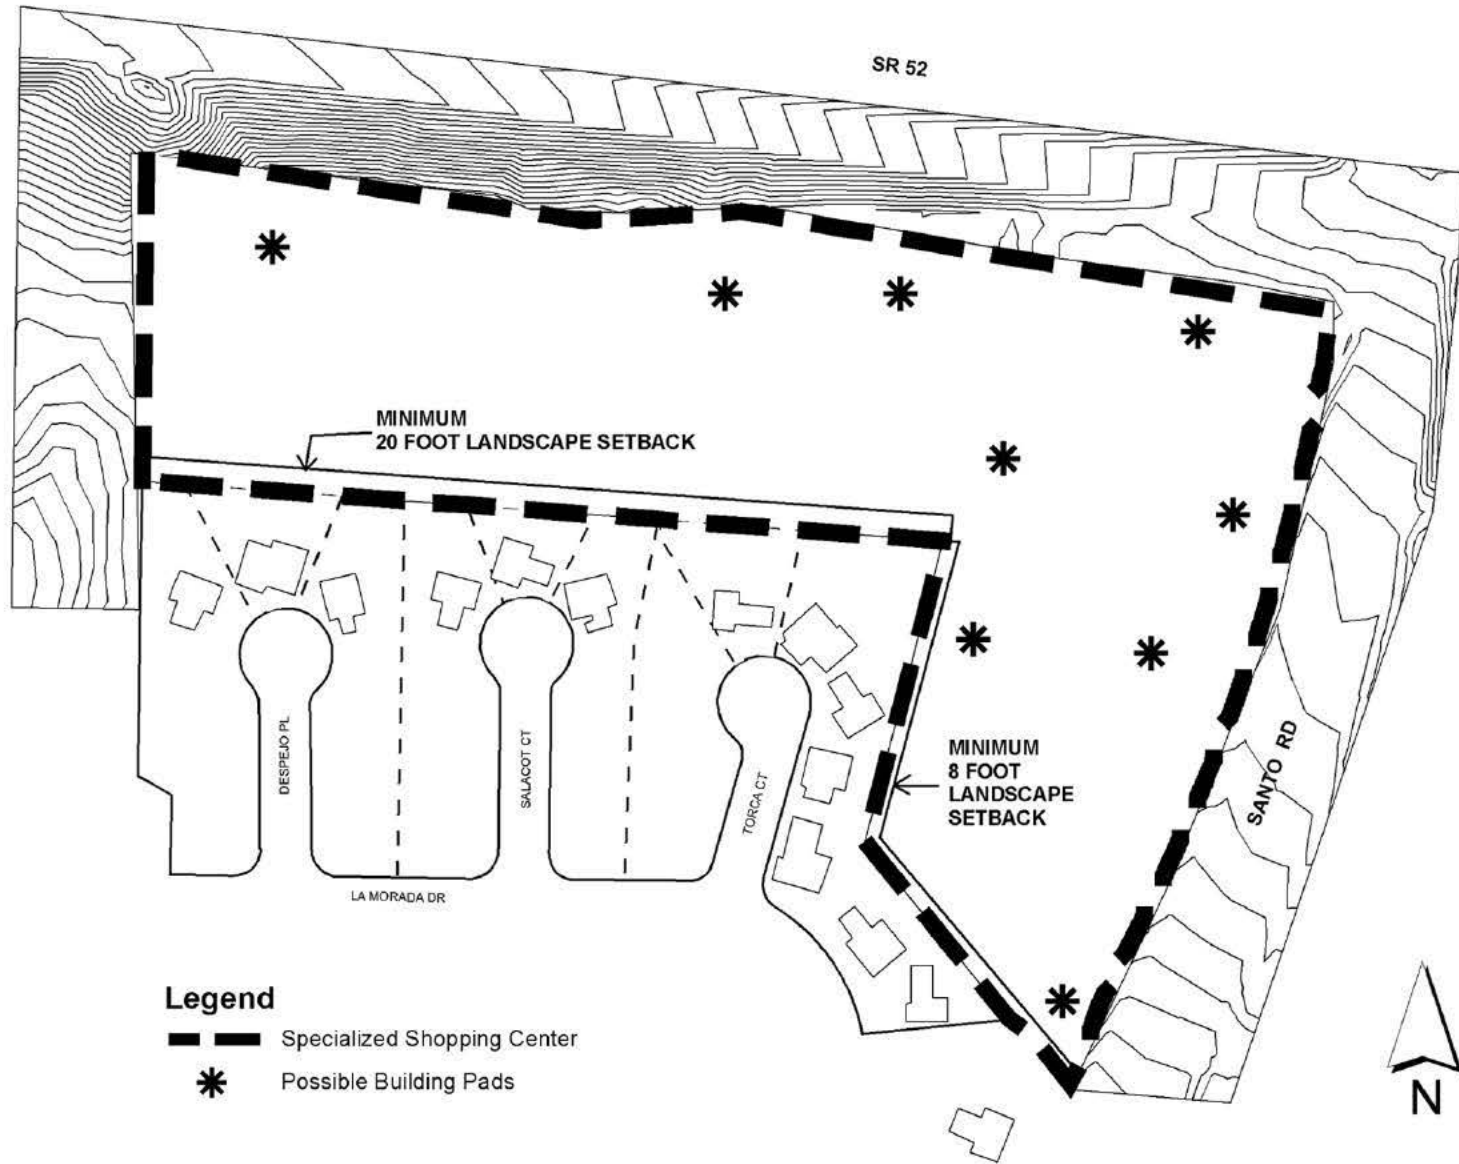 SR 52
MINIMUM
20 FOOT LANDSCAPE SETBACK
MINIMUM
8 FOOT
LANDSCAPE
SETBACK
SANTO RD
DESPEJO PL
SALACOT CT
TORCA CT
LA MORADA DR
Legend
Specialized Shopping Center
Possible Building Pads
N